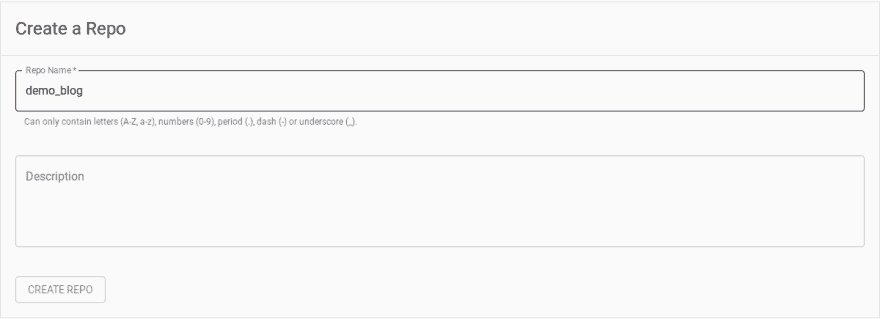 Create a Repo
Repo Name *
demo_blog
Can only contain letters (A-Z, a-z), numbers (0-9), period (.), dash (-) or underscore (_).
Description
CREATE REPO